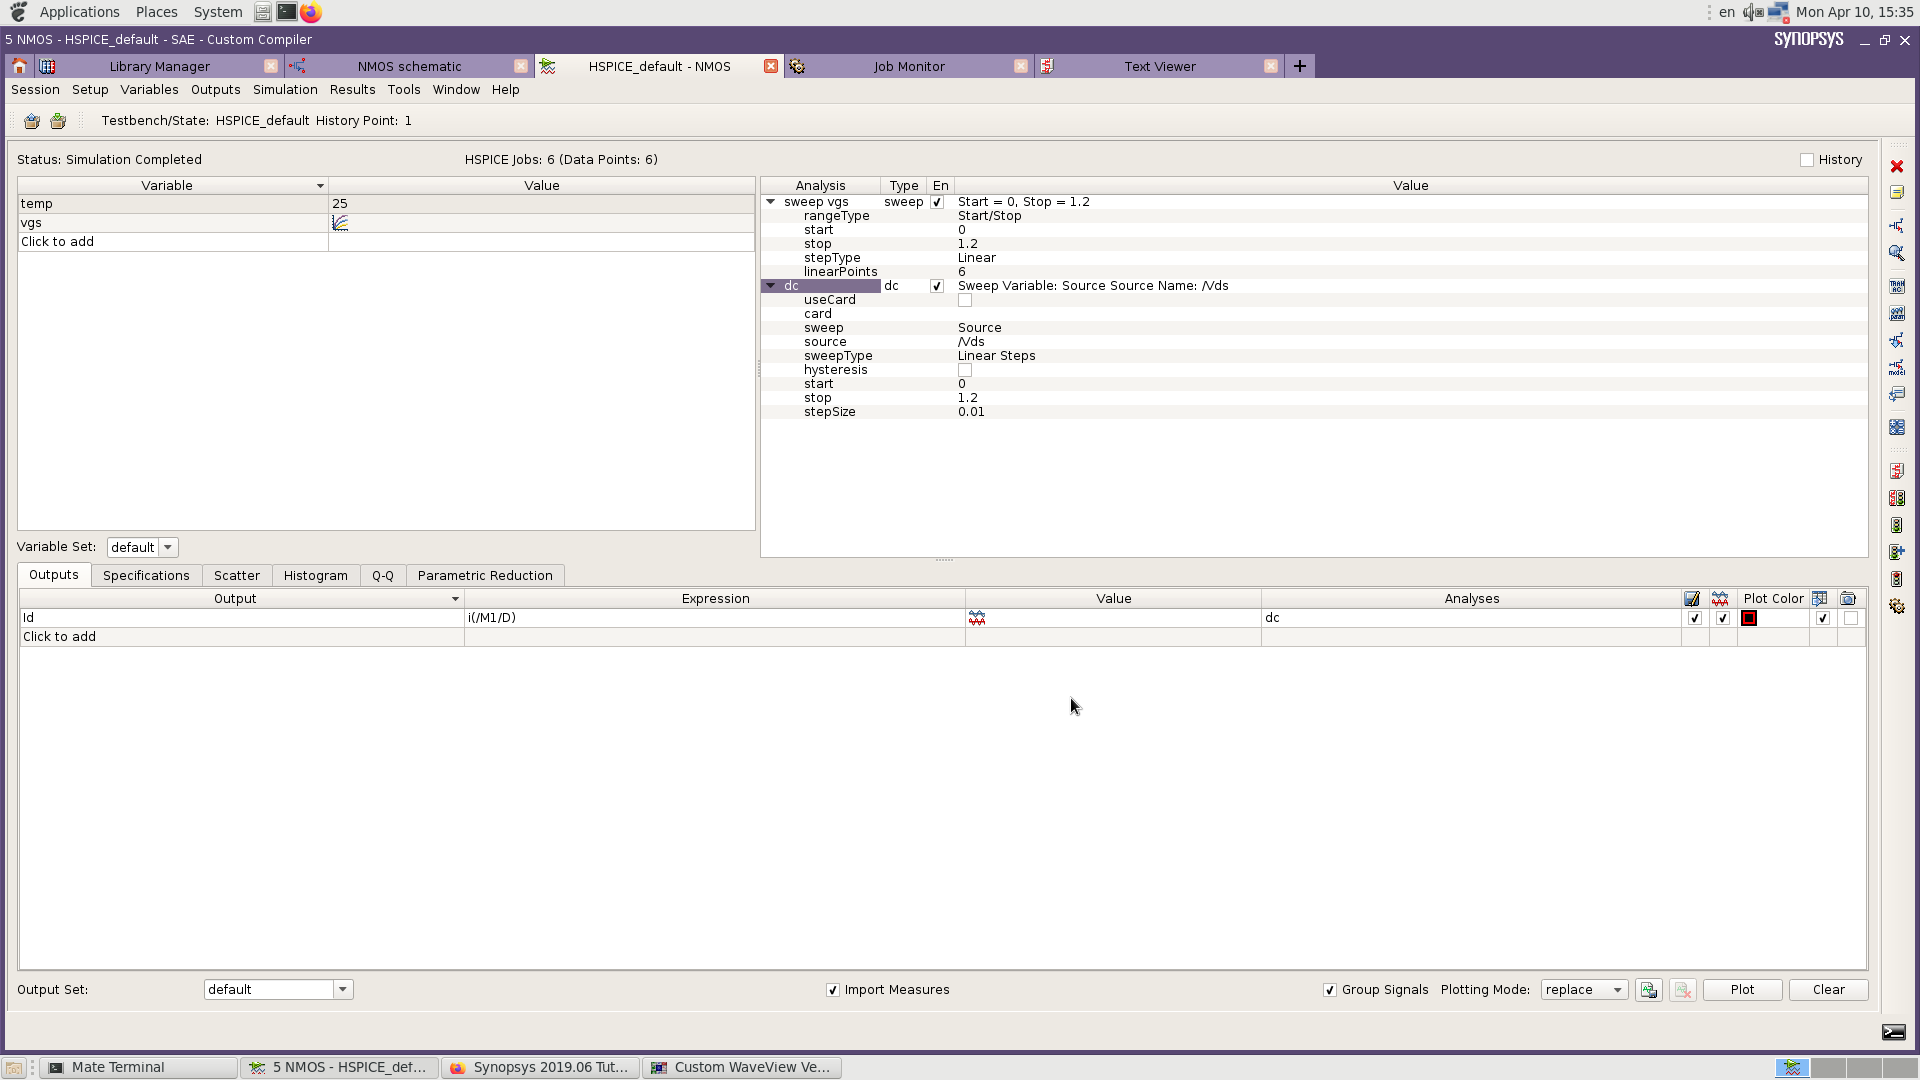 Applications Places System en Mon Apr 10, 15:35
5 NMOS - HSPICE_default - SAE - Custom Compiler SYNOPSYS
Library Manager NMOS schematic HSPICE_default - NMOS Job Monitor Text Viewer
Session Setup Variables Outputs Simulation Results Tools Window Help
Testbench/State: HSPICE_default History Point: 1
Status: Simulation Completed HSPICE Jobs: 6 (Data Points: 6) History
Variable Value
temp 25
vgs
Click to add
Variable Set: default
Analysis Type En Value
sweep vgs sweep Start = 0, Stop = 1.2
rangeType Start/Stop
start 0
stop 1.2
stepType Linear
linearPoints 6
dc dc Sweep Variable: Source Source Name: /Vds
useCard
card
sweep Source
source /Vds
sweepType Linear Steps
hysteresis
start 0
stop 1.2
stepSize 0.01
Outputs Specifications Scatter Histogram Q-Q Parametric Reduction
Output Expression Value Analyses Plot Color
Id i(/M1/D) dc
Click to add
Output Set: default Import Measures Group Signals Plotting Mode: replace Plot Clear
Mate Terminal 5 NMOS - HSPICE_def... Synopsys 2019.06 Tut... Custom WaveView Ve...